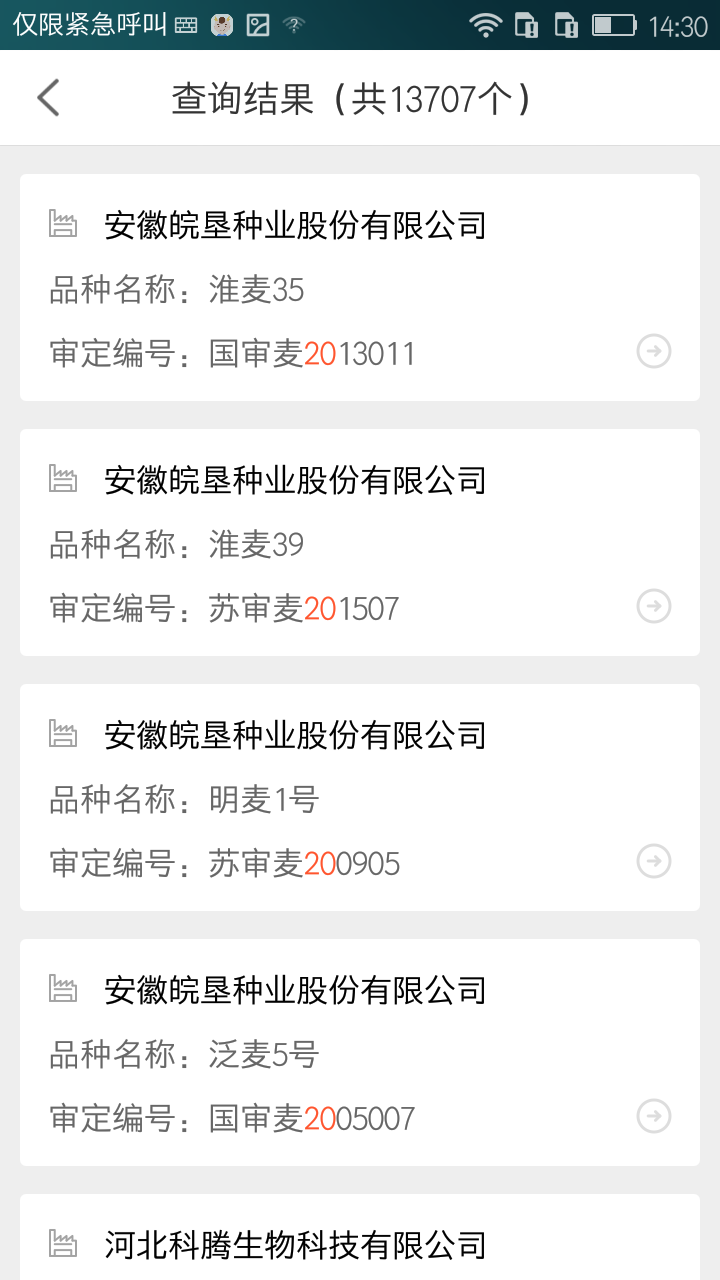 仅限紧急呼叫 14:30
查询结果（共13707个）
安徽皖垦种业股份有限公司
品种名称：淮麦35
审定编号：国审麦2013011
安徽皖垦种业股份有限公司
品种名称：淮麦39
审定编号：苏审麦201507
安徽皖垦种业股份有限公司
品种名称：明麦1号
审定编号：苏审麦200905
安徽皖垦种业股份有限公司
品种名称：泛麦5号
审定编号：国审麦2005007
河北科腾生物科技有限公司